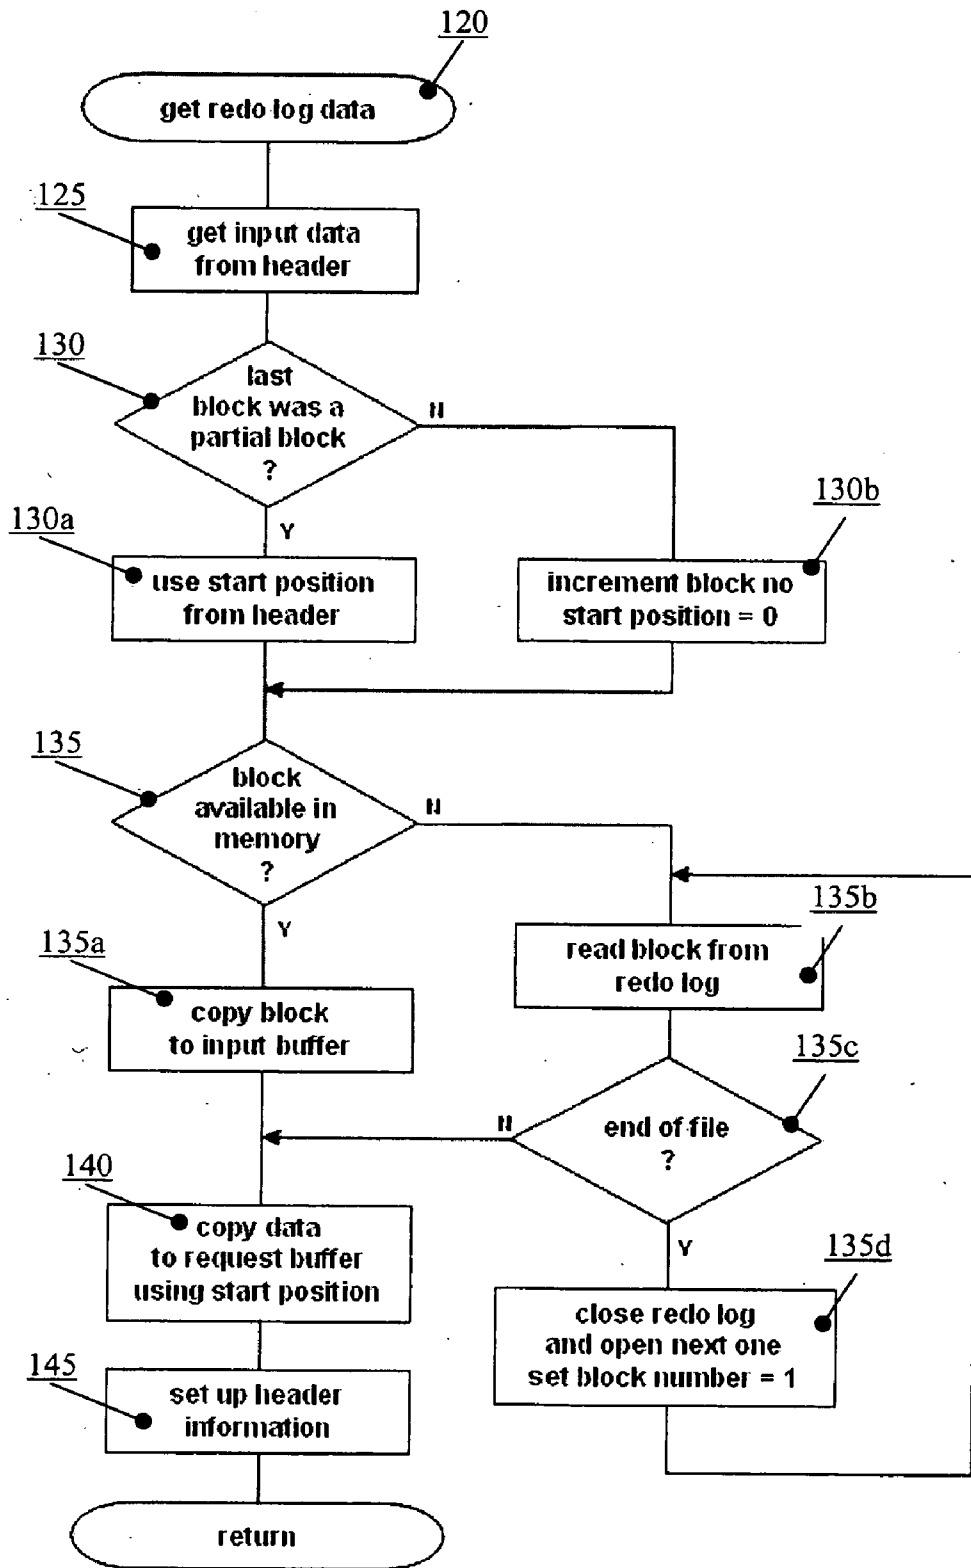 120
get redo log data
125
get input data
from header
130
last
block was a
partial block
?
N
Y
130a
use start position
from header
130b
increment block no
start position = 0
135
block
available in
memory
?
N
Y
135a
copy block
to input buffer
135b
read block from
redo log
135c
end of file
?
N
Y
140
copy data
to request buffer
using start position
135d
close redo log
and open next one
set block number = 1
145
set up header
information
return